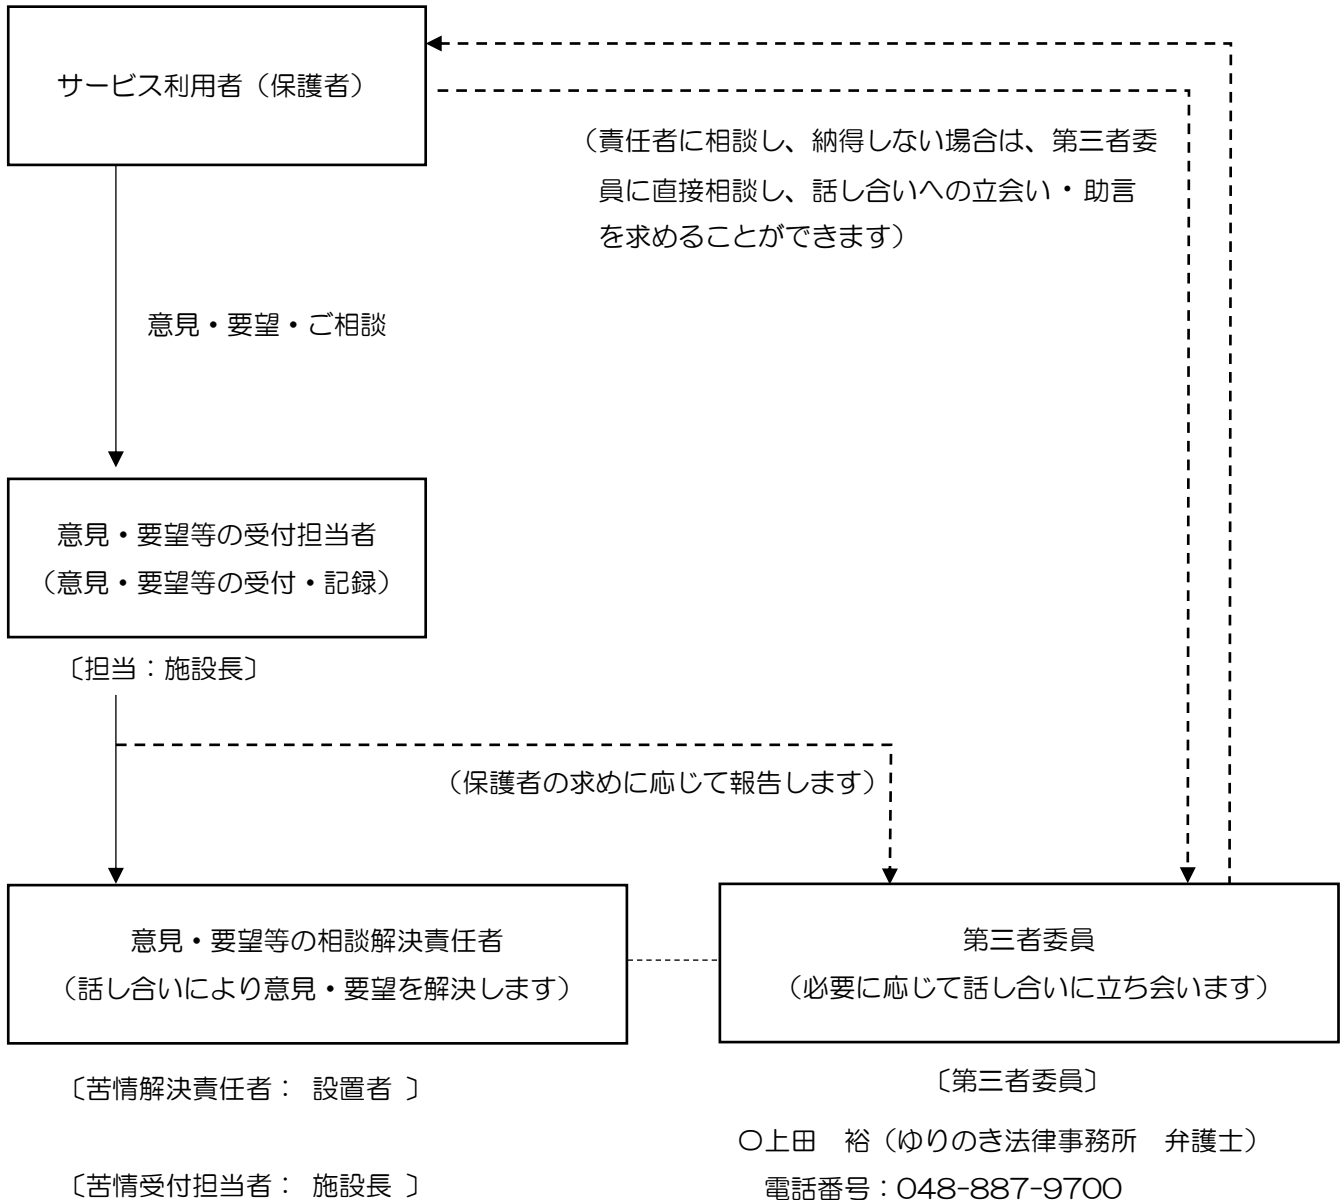 サービス利用者（保護者）
（責任者に相談し、納得しない場合は、第三者委
員に直接相談し、話し合いへの立会い・助言
を求めることができます）
意見・要望・ご相談
意見・要望等の受付担当者
（意見・要望等の受付・記録）
〔担当：施設長〕
（保護者の求めに応じて報告します）
意見・要望等の相談解決責任者
（話し合いにより意見・要望を解決します）
第三者委員
（必要に応じて話し合いに立ち会います）
〔苦情解決責任者： 設置者 〕
〔苦情受付担当者： 施設長 〕
〔第三者委員〕
〇上田　裕（ゆりのき法律事務所　弁護士）
電話番号：048-887-9700